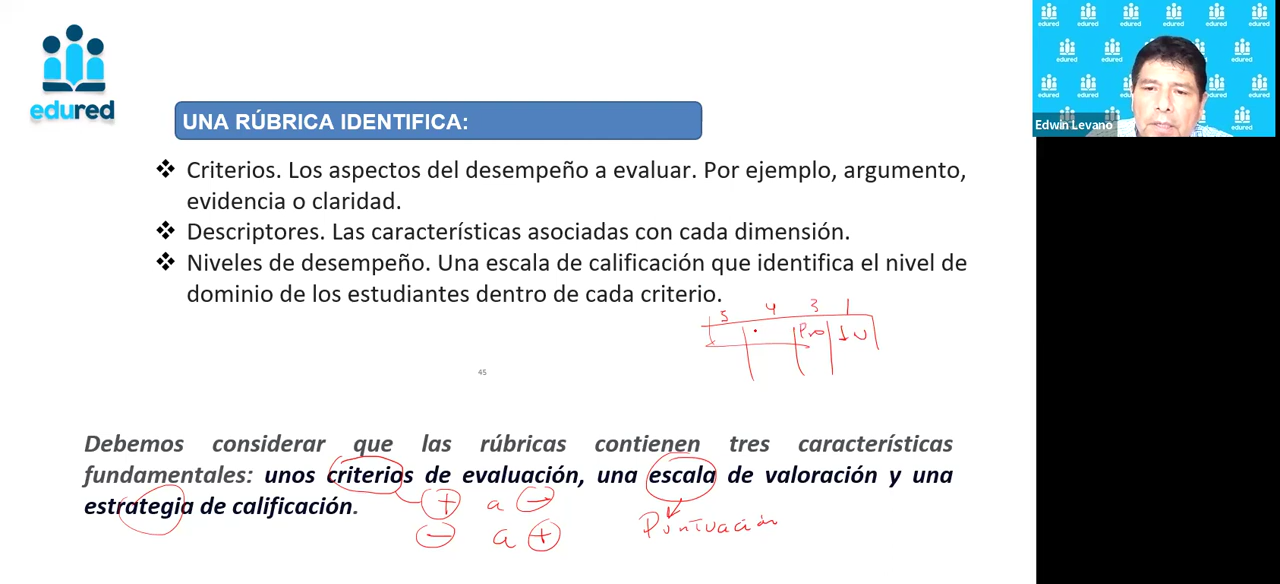 edured
UNA RÚBRICA IDENTIFICA:
❖ Criterios. Los aspectos del desempeño a evaluar. Por ejemplo, argumento,
evidencia o claridad.
❖ Descriptores. Las características asociadas con cada dimensión.
❖ Niveles de desempeño. Una escala de calificación que identifica el nivel de
dominio de los estudiantes dentro de cada criterio.
5 4 3 1
Pro
45
Debemos considerar que las rúbricas contienen tres características
fundamentales: unos criterios de evaluación, una escala de valoración y una
estrategia de calificación.
+ a -
- a +
Puntuación
Edwin Levano